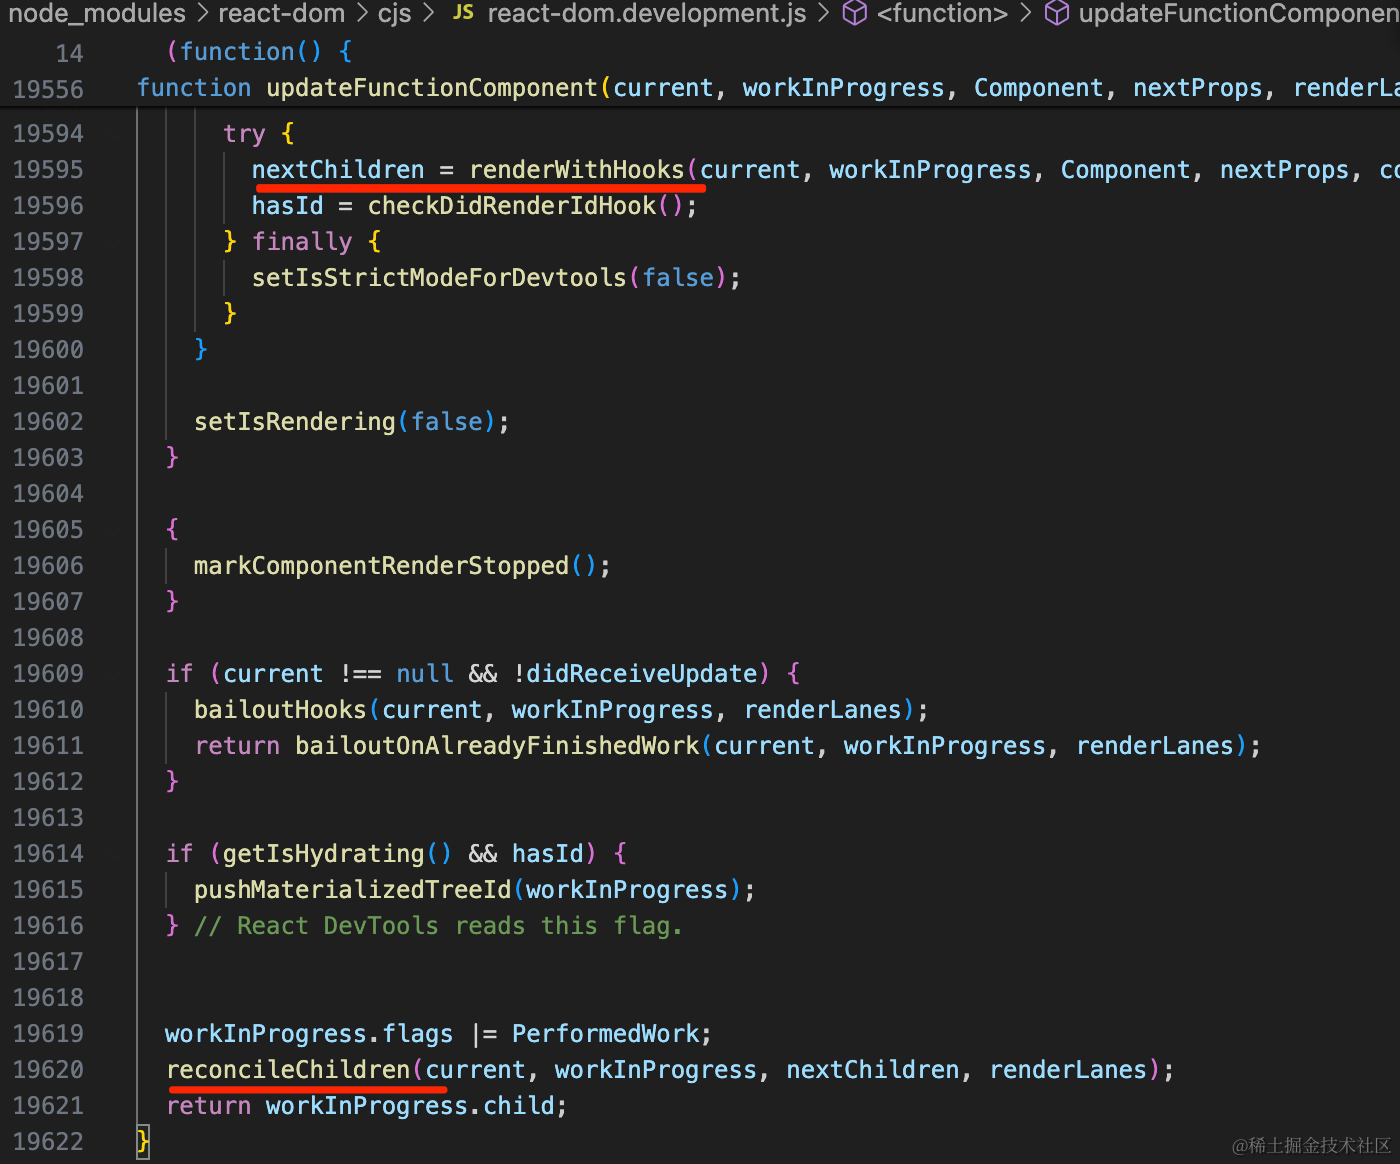 node_modules > react-dom > cjs > JS react-dom.development.js > <function> > updateFunctionComponen
14 (function() {
19556 function updateFunctionComponent(current, workInProgress, Component, nextProps, renderLa
19594 try {
19595 nextChildren = renderWithHooks(current, workInProgress, Component, nextProps, co
19596 hasId = checkDidRenderIdHook();
19597 } finally {
19598 setIsStrictModeForDevtools(false);
19599 }
19600 }
19601
19602 setIsRendering(false);
19603 }
19604
19605 {
19606 markComponentRenderStopped();
19607 }
19608
19609 if (current !== null && !didReceiveUpdate) {
19610 bailoutHooks(current, workInProgress, renderLanes);
19611 return bailoutOnAlreadyFinishedWork(current, workInProgress, renderLanes);
19612 }
19613
19614 if (getIsHydrating() && hasId) {
19615 pushMaterializedTreeId(workInProgress);
19616 } // React DevTools reads this flag.
19617
19618
19619 workInProgress.flags |= PerformedWork;
19620 reconcileChildren(current, workInProgress, nextChildren, renderLanes);
19621 return workInProgress.child;
19622 }
@稀土掘金技术社区